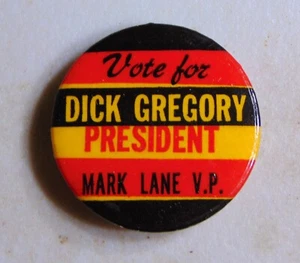 Vote for
DICK GREGORY
PRESIDENT
MARK LANE V.P.